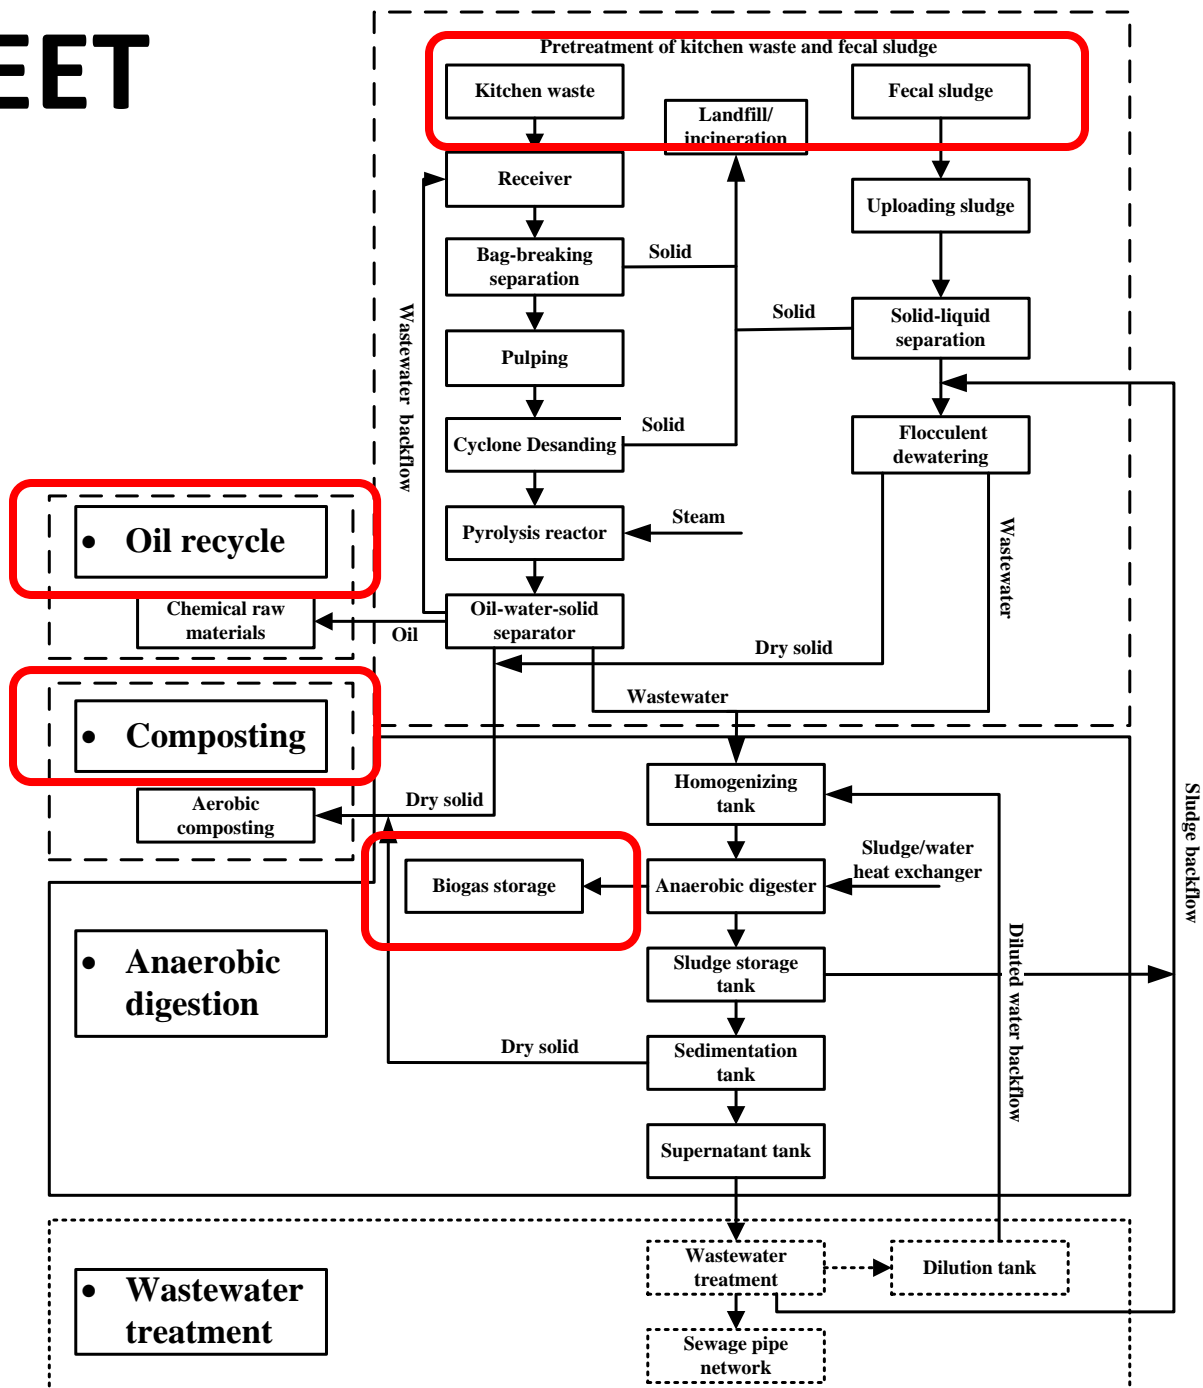 EET
Pretreatment of kitchen waste and fecal sludge
Kitchen waste
Fecal sludge
Landfill/
incineration
Receiver
Uploading sludge
Bag-breaking
separation
Solid
Solid
Solid-liquid
separation
Wastewater backflow
Pulping
Cyclone Desanding
Solid
Flocculent
dewatering
• Oil recycle
Pyrolysis reactor
Steam
Wastewater
Chemical raw
materials
Oil
Oil-water-solid
separator
Dry solid
Wastewater
• Composting
Homogenizing
tank
Aerobic
composting
Dry solid
Sludge backflow
Biogas storage
Anaerobic digester
Sludge/water
heat exchanger
• Anaerobic
digestion
Sludge storage
tank
Diluted water backflow
Dry solid
Sedimentation
tank
Supernatant tank
• Wastewater
treatment
Wastewater
treatment
Dilution tank
Sewage pipe
network